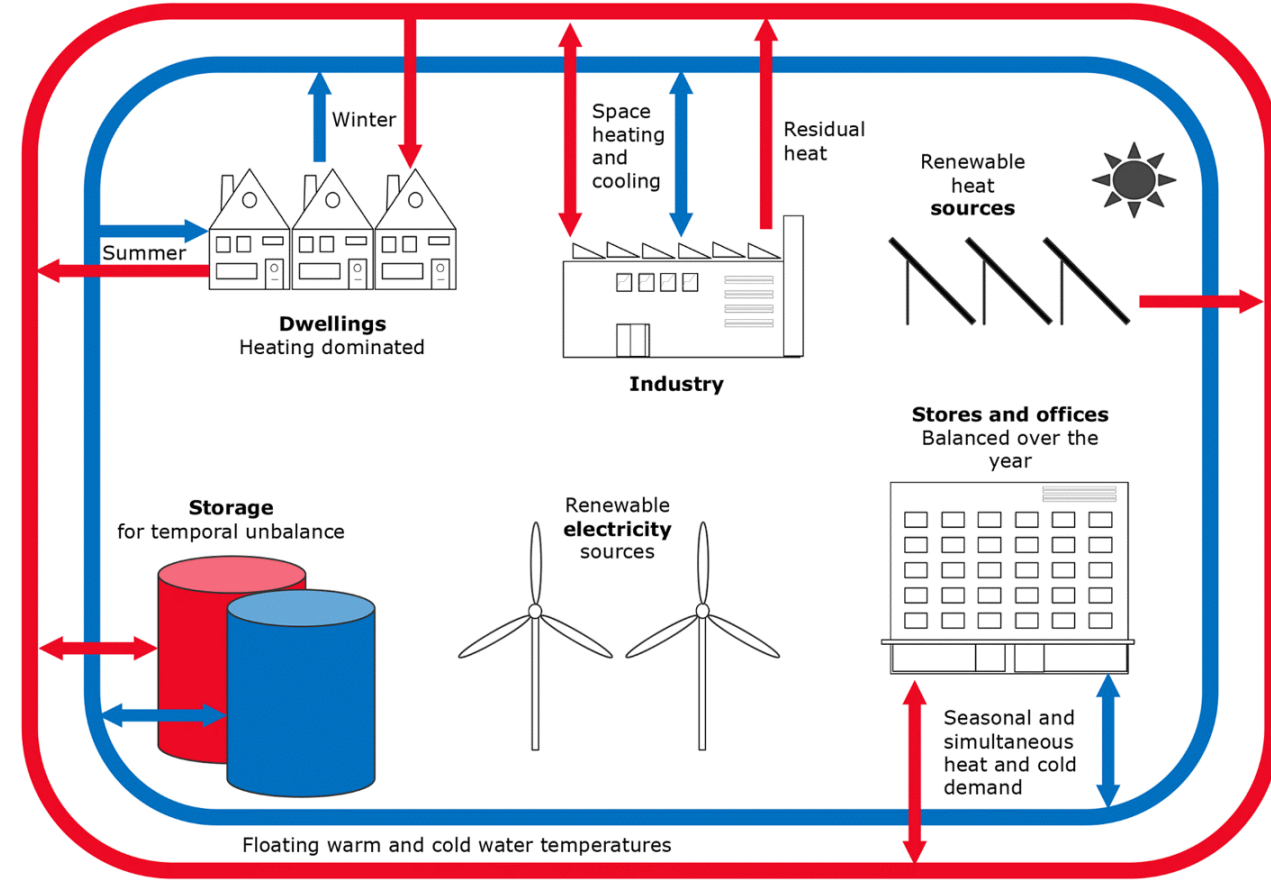 Winter
Summer
Dwellings
Heating dominated
Space
heating
and
cooling
Residual
heat
Industry
Renewable
heat
sources
Stores and offices
Balanced over the
year
Storage
for temporal unbalance
Renewable
electricity
sources
Seasonal and
simultaneous
heat and cold
demand
Floating warm and cold water temperatures